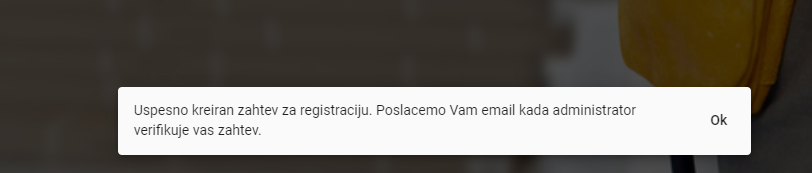 Uspesno kreiran zahtev za registraciju. Poslacemo Vam email kada administrator
verifikuje vas zahtev.
Ok